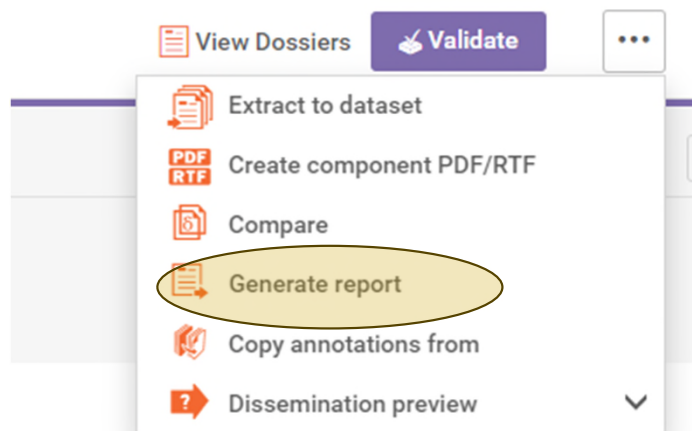 View Dossiers Validate
Extract to dataset
PDF
RTF
Create component PDF/RTF
δ
Compare
Generate report
Copy annotations from
?
Dissemination preview